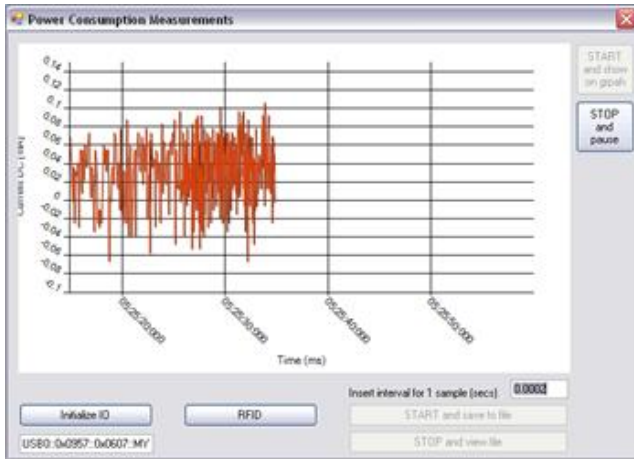 Power Consumption Measurements
0.14
0.12
0.1
0.08
0.06
0.04
0.02
0
-0.02
-0.04
-0.06
-0.08
-0.1
Current DC (mA)
05:25:20:000
05:25:30:000
05:25:40:000
05:25:50:000
Time (ms)
START
and show
on graph
STOP
and
pause
Insert interval for 1 sample (secs)
0.0002
Initialize IO
RFID
START and save to file
USB0::0x0957::0x0607::MY
STOP and view file